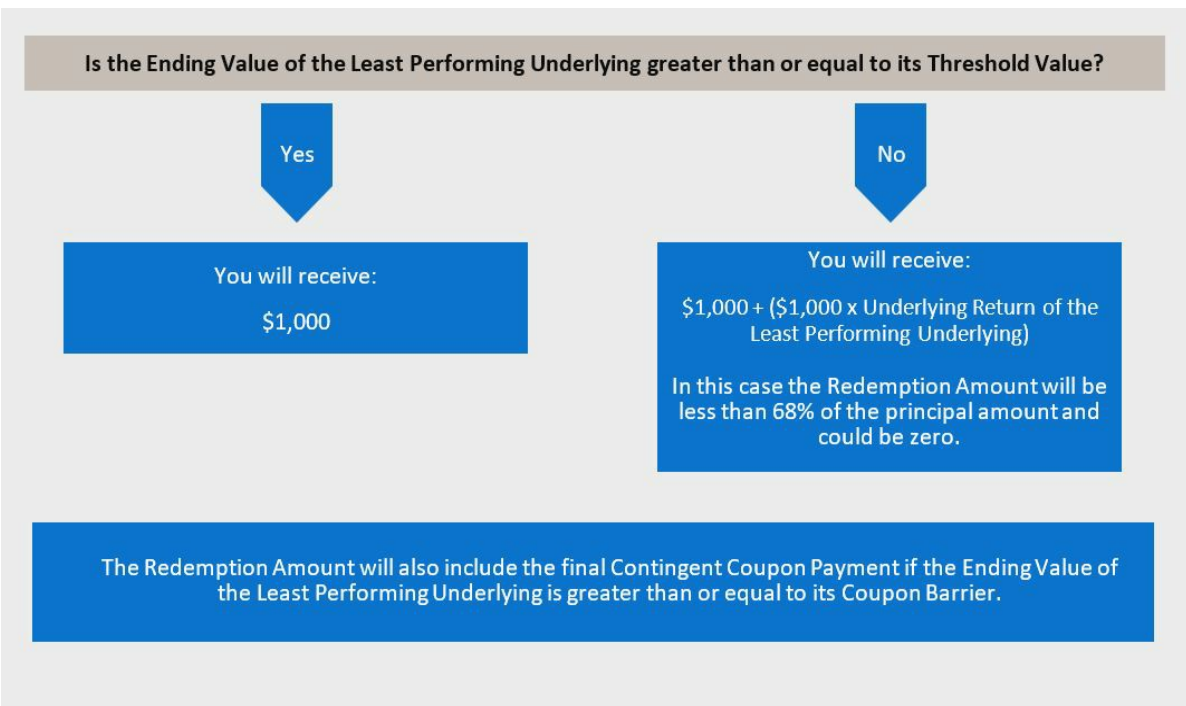 Is the Ending Value of the Least Performing Underlying greater than or equal to its Threshold Value?
Yes
No
You will receive:
$1,000
You will receive:
$1,000 + ($1,000 x Underlying Return of the
Least Performing Underlying)
In this case the Redemption Amount will be
less than 68% of the principal amount and
could be zero.
The Redemption Amount will also include the final Contingent Coupon Payment if the Ending Value of
the Least Performing Underlying is greater than or equal to its Coupon Barrier.